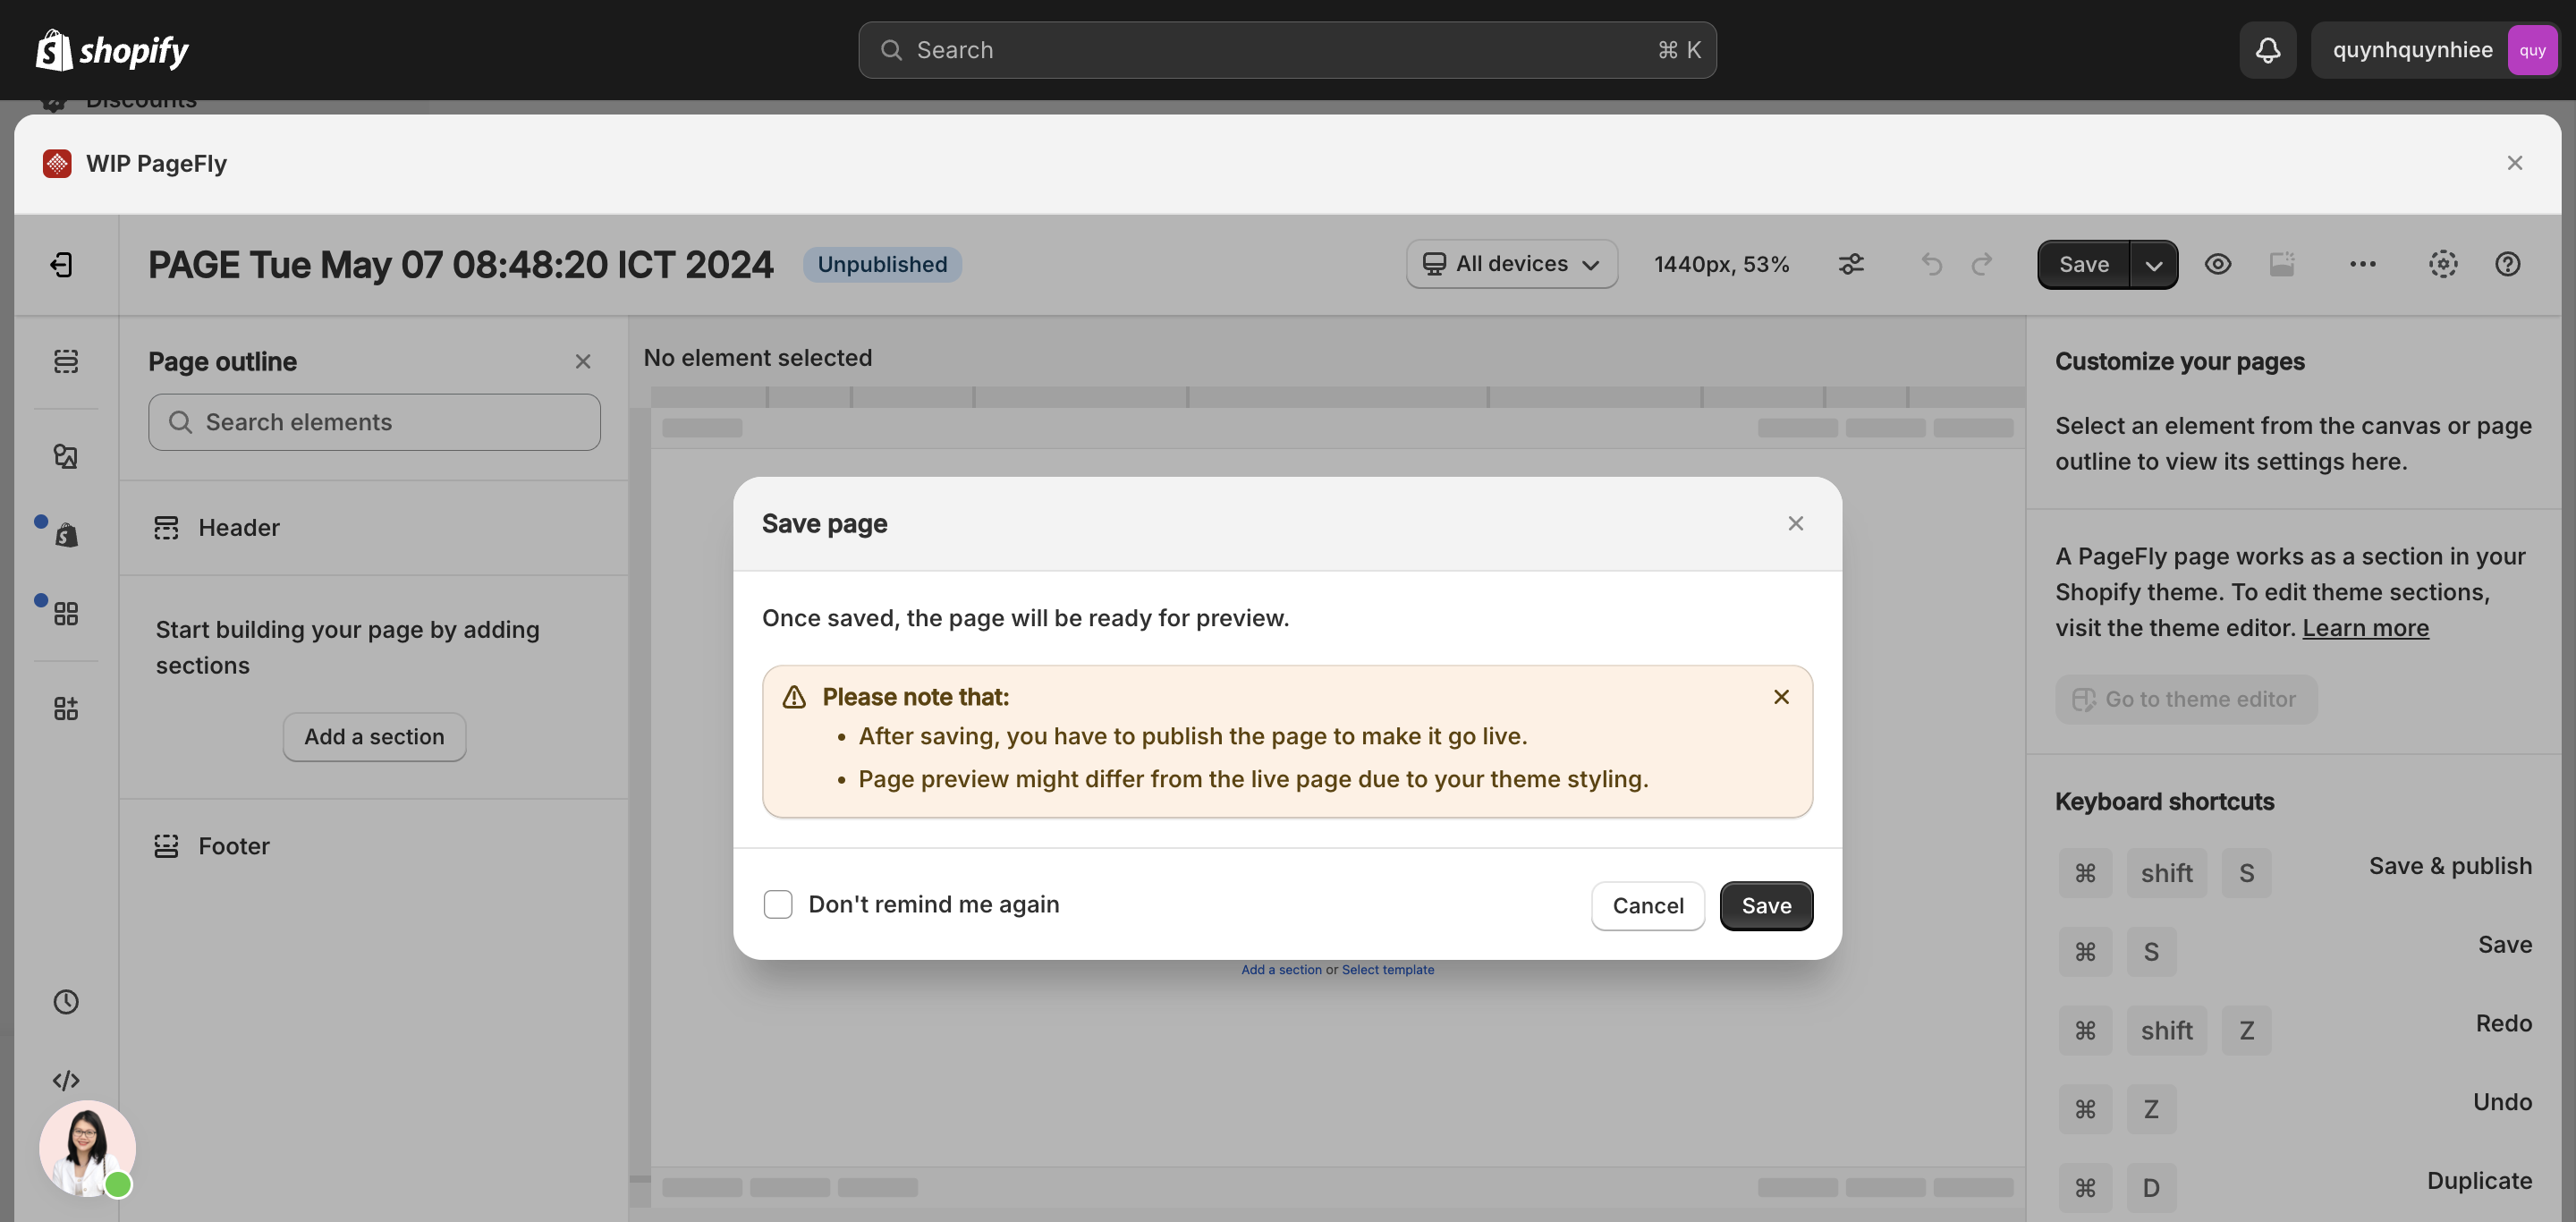 shopify
Search
⌘ K
quynhquynhiee
quy
Discounts
WIP PageFly
PAGE Tue May 07 08:48:20 ICT 2024
Unpublished
All devices
1440px, 53%
Save
Page outline
Search elements
Header
Start building your page by adding
sections
Add a section
Footer
No element selected
Save page
Once saved, the page will be ready for preview.
Please note that:
• After saving, you have to publish the page to make it go live.
• Page preview might differ from the live page due to your theme styling.
Don't remind me again
Cancel
Save
Add a section or Select template
Customize your pages
Select an element from the canvas or page
outline to view its settings here.
A PageFly page works as a section in your
Shopify theme. To edit theme sections,
visit the theme editor. Learn more
Go to theme editor
Keyboard shortcuts
⌘ shift S Save & publish
⌘ S Save
⌘ shift Z Redo
⌘ Z Undo
⌘ D Duplicate